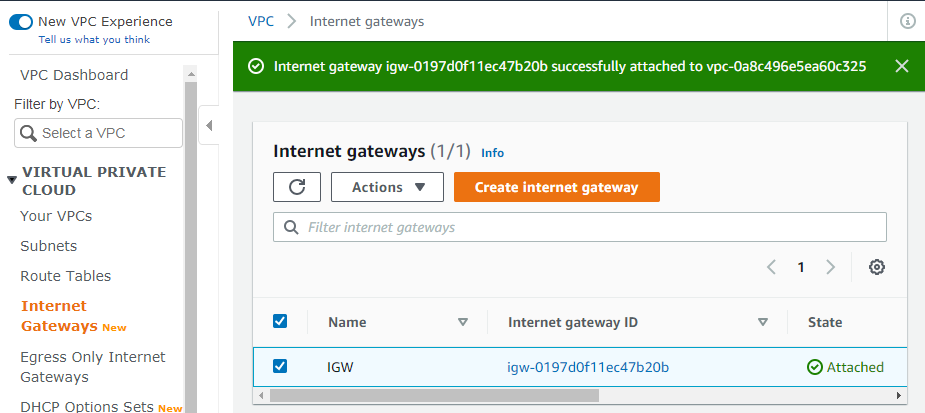 New VPC Experience
Tell us what you think
VPC Dashboard
Filter by VPC:
Select a VPC
VIRTUAL PRIVATE
CLOUD
Your VPCs
Subnets
Route Tables
Internet
Gateways New
Egress Only Internet
Gateways
DHCP Options Sets New
VPC > Internet gateways
Internet gateway igw-0197d0f11ec47b20b successfully attached to vpc-0a8c496e5ea60c325
Internet gateways (1/1) Info
Actions Create internet gateway
Filter internet gateways
1
Name Internet gateway ID State
IGW igw-0197d0f11ec47b20b Attached